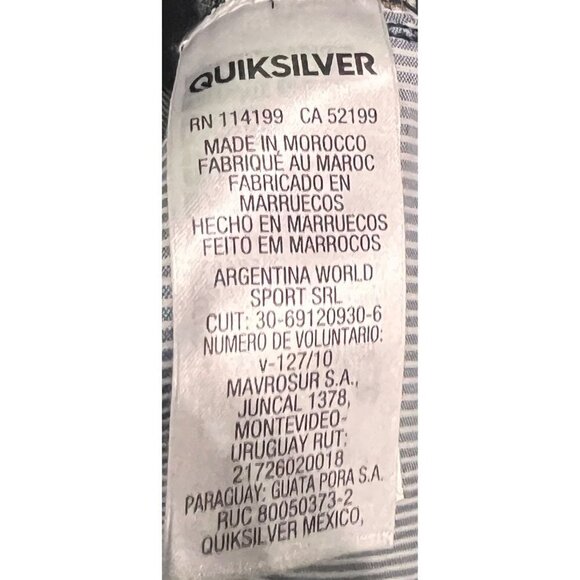 QUIKSILVER
RN 114199 CA 52199
MADE IN MOROCCO
FABRIQUÉ AU MAROC
FABRICADO EN
MARRUECOS
HECHO EN MARRUECOS
FEITO EM MARROCOS
ARGENTINA WORLD
SPORT SRL
CUIT: 30-69120930-6
NUMERO DE VOLUNTARIO:
V-127/10
MAVROSUR S.A.,
JUNCAL 1378,
MONTEVIDEO-
URUGUAY RUT:
21726020018
PARAGUAY: GUATA PORA S.A.
RUC 80050373-2
QUIKSILVER MÉXICO,